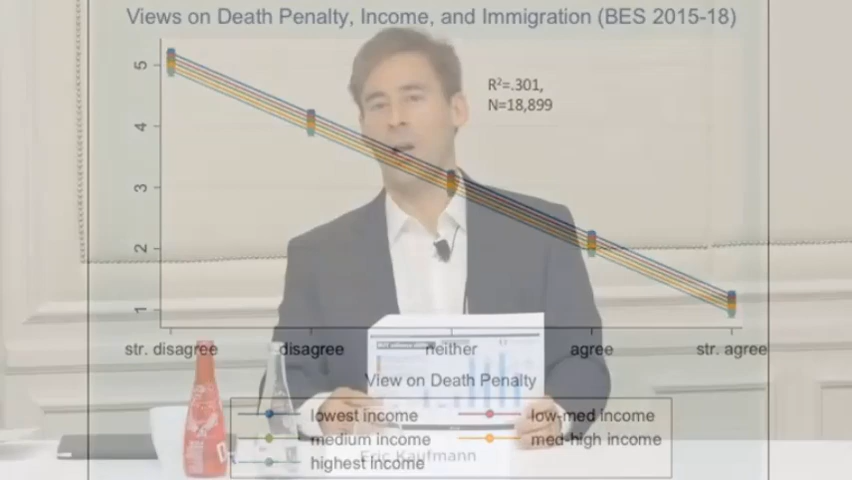 Views on Death Penalty, Income, and Immigration (BES 2015-18)
R²=.301,
N=18,899
5
4
3
2
1
str. disagree disagree neither agree str. agree
View on Death Penalty
lowest income low-med income
medium income med-high income
highest income
Eric Kaufmann